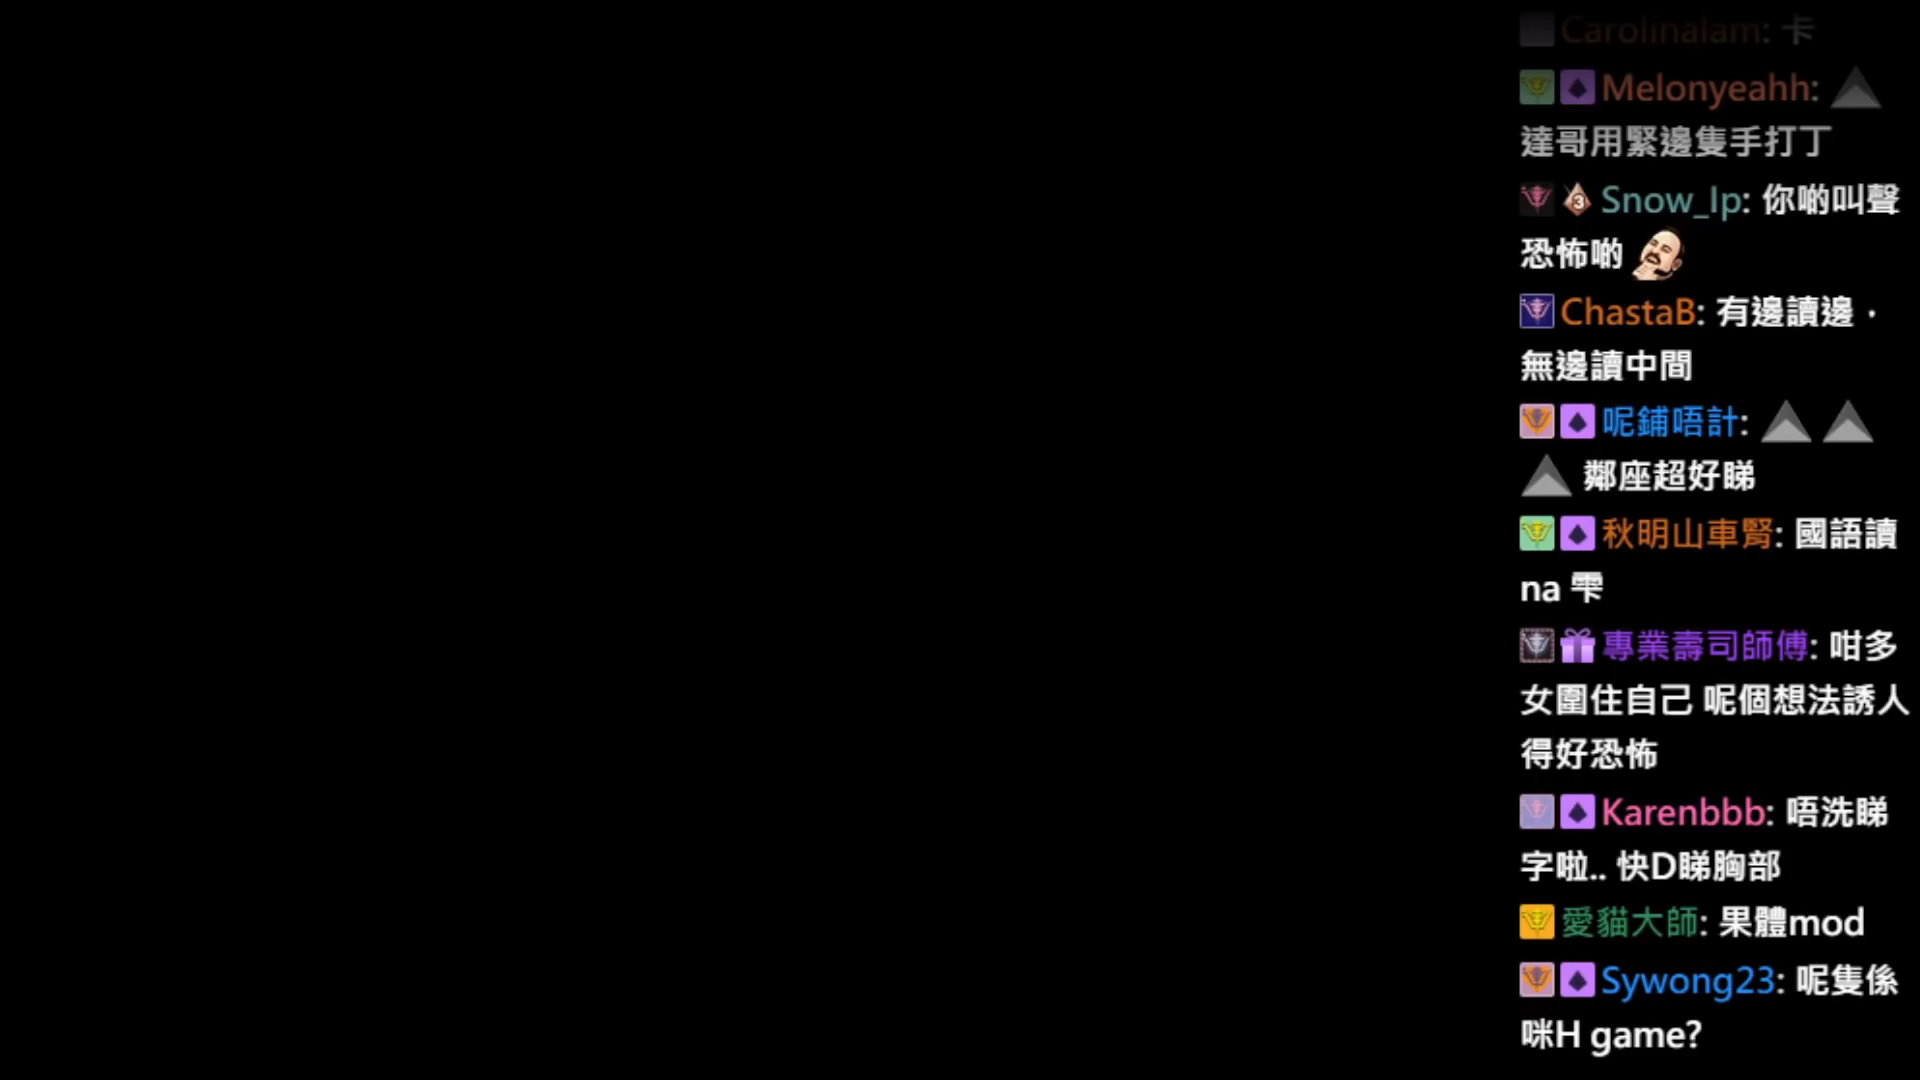 Carolinalam: 卡
Melonyeahh:
達哥用緊邊隻手打丁
Snow_Ip: 你啲叫聲
恐怖啲
ChastaB: 有邊讀邊，
無邊讀中間
呢鋪唔計:
鄰座超好睇
秋明山車腎: 國語讀
na 雫
專業壽司師傅: 咁多
女圍住自己 呢個想法誘人
得好恐怖
Karenbbb: 唔洗睇
字啦.. 快D睇胸部
愛貓大師: 果體mod
Sywong23: 呢隻係
咪H game?